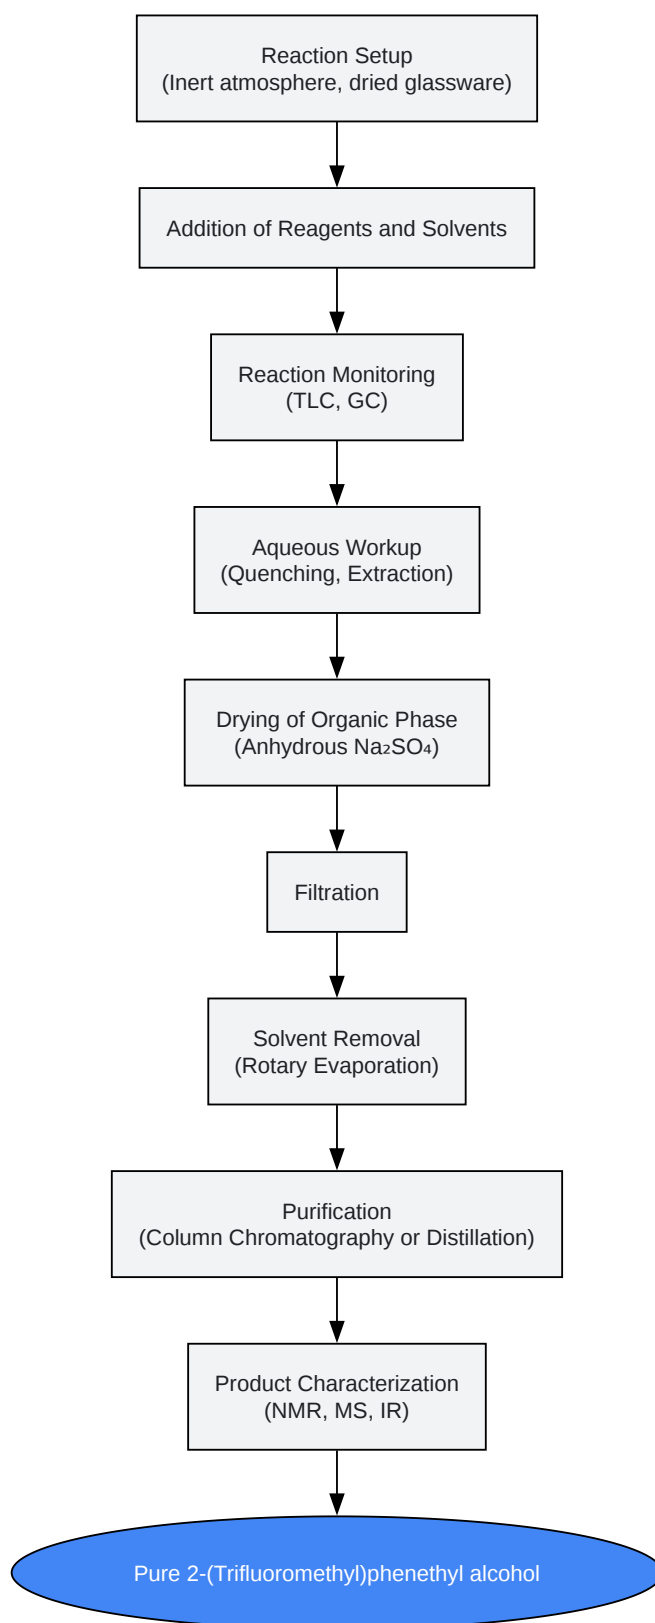 Reaction Setup
(Inert atmosphere, dried glassware)
Addition of Reagents and Solvents
Reaction Monitoring
(TLC, GC)
Aqueous Workup
(Quenching, Extraction)
Drying of Organic Phase
(Anhydrous Na₂SO₄)
Filtration
Solvent Removal
(Rotary Evaporation)
Purification
(Column Chromatography or Distillation)
Product Characterization
(NMR, MS, IR)
Pure 2-(Trifluoromethyl)phenethyl alcohol